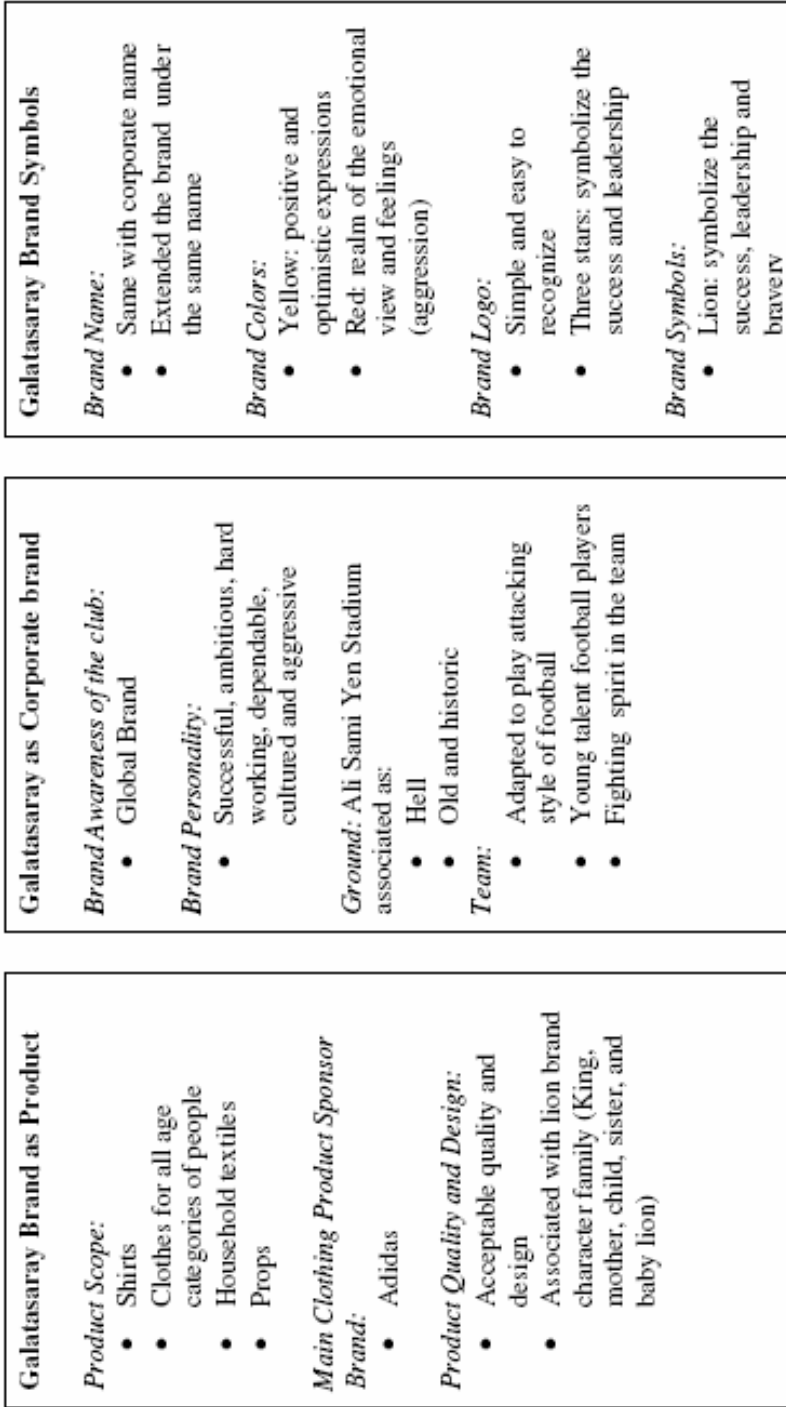 Galatasaray Brand as Product
Product Scope:
• Shirts
• Clothes for all age
categories of people
• Household textiles
• Props
Main Clothing Product Sponsor
Brand:
• Adidas
Product Quality and Design:
• Acceptable quality and
design
• Associated with lion brand
character family (King,
mother, child, sister, and
baby lion)
Galatasaray as Corporate brand
Brand Awareness of the club:
• Global Brand
Brand Personality:
• Successful, ambitious, hard
working, dependable,
cultured and aggressive
Ground: Ali Sami Yen Stadium
associated as:
• Hell
• Old and historic
Team:
• Adapted to play attacking
style of football
• Young talent football players
• Fighting spirit in the team
Galatasaray Brand Symbols
Brand Name:
• Same with corporate name
• Extended the brand under
the same name
Brand Colors:
• Yellow: positive and
optimistic expressions
• Red: realm of the emotional
view and feelings
(aggression)
Brand Logo:
• Simple and easy to
recognize
• Three stars: symbolize the
success and leadership
Brand Symbols:
• Lion: symbolize the
success, leadership and
bravery